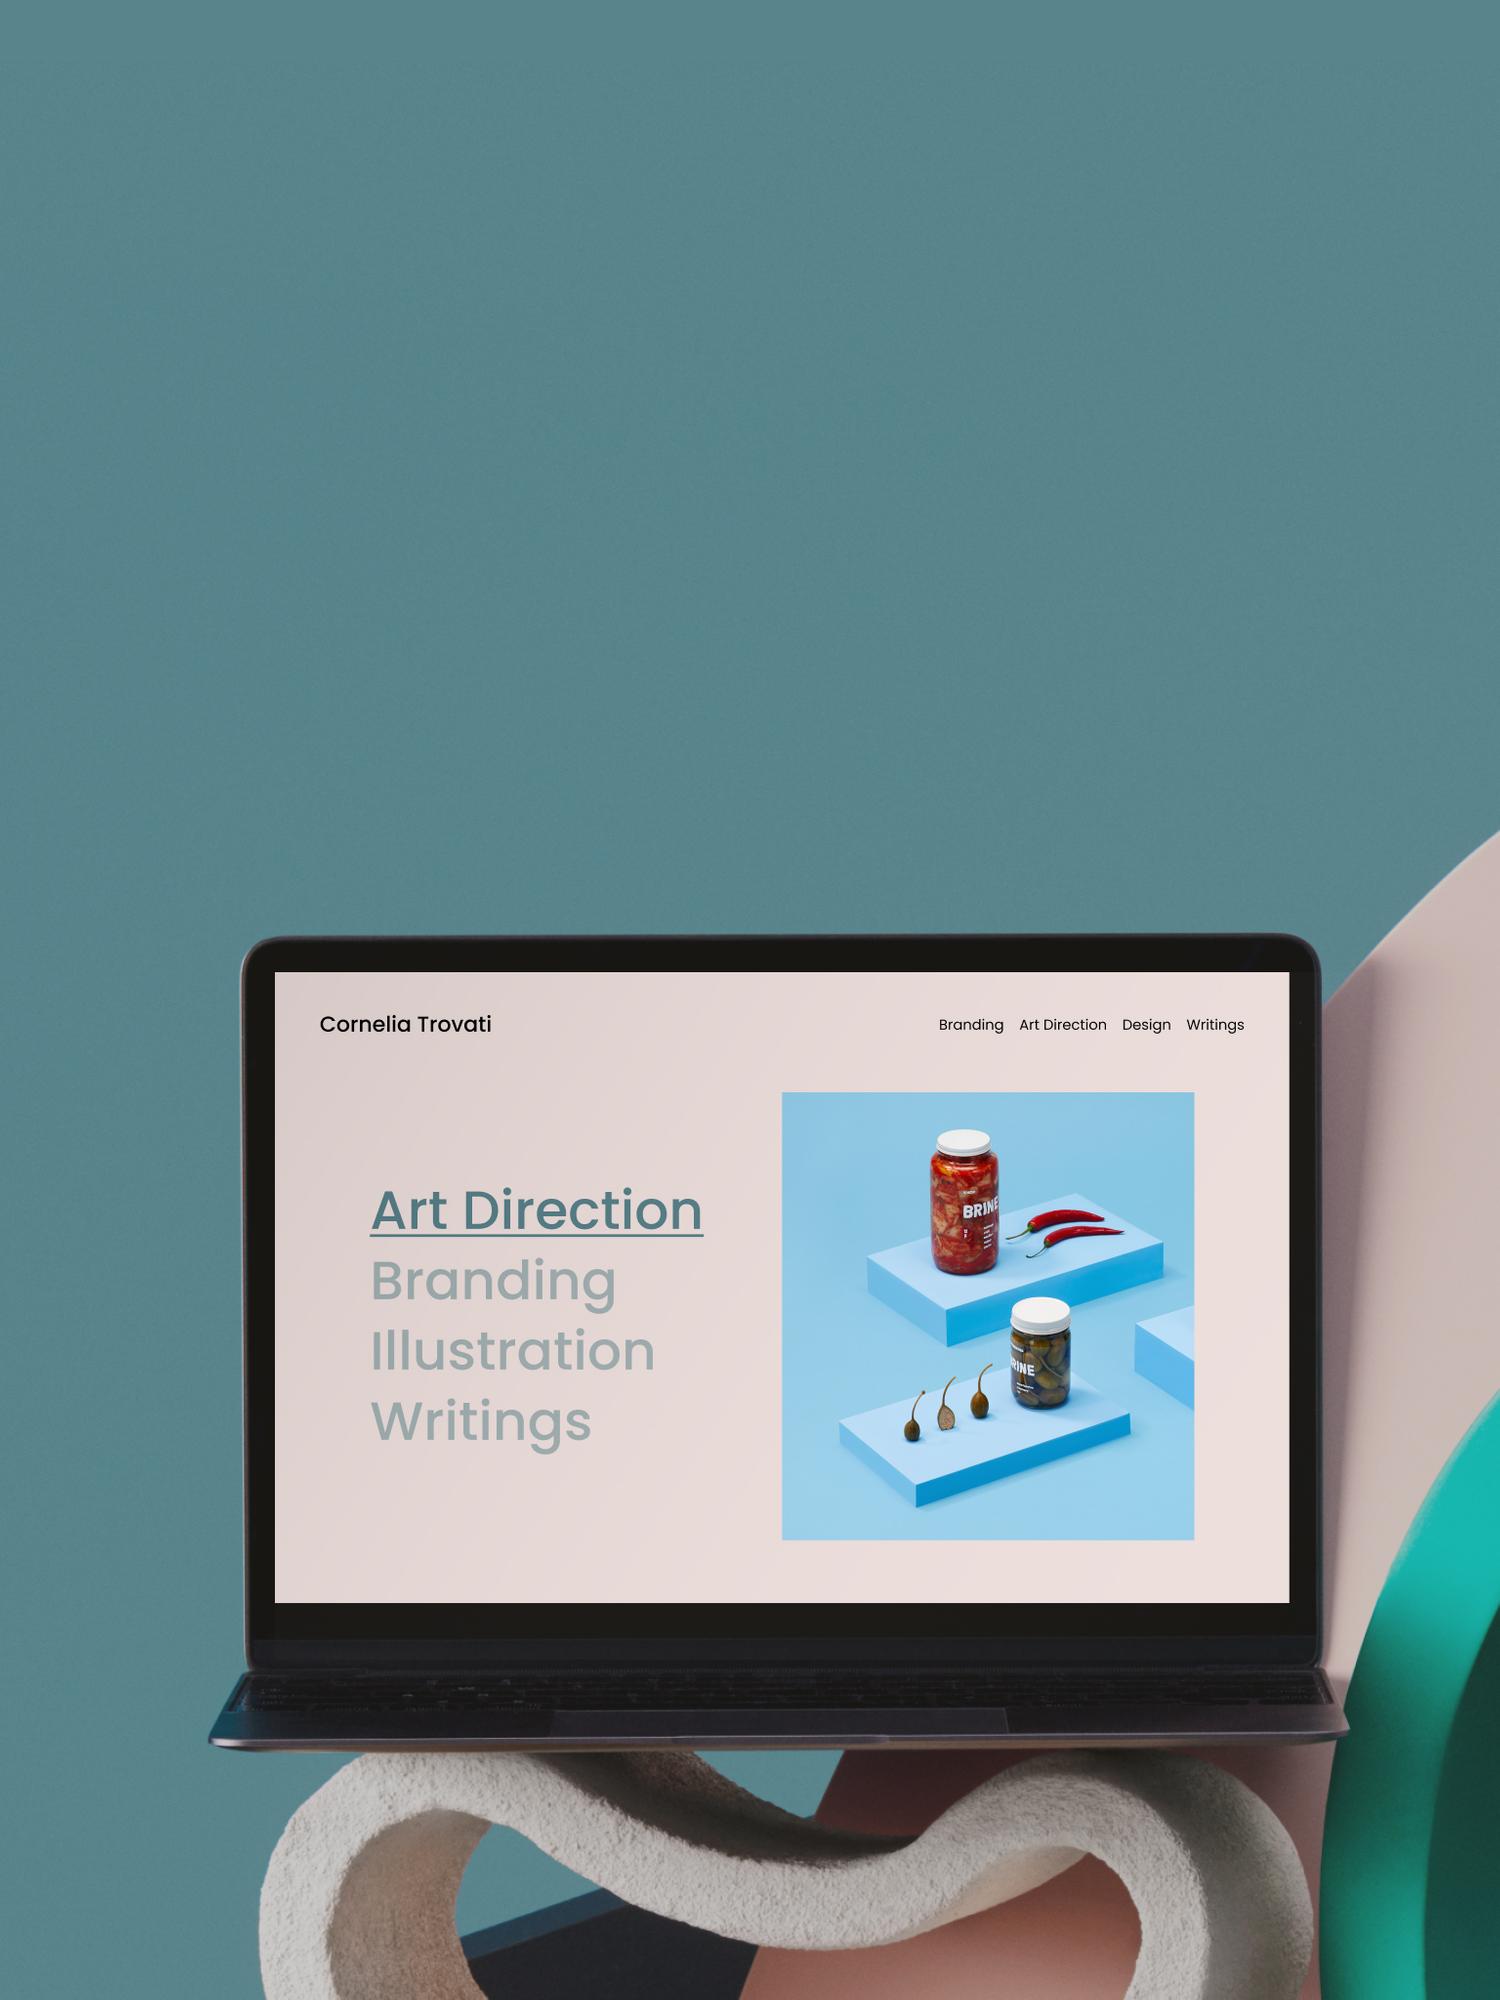 Cornelia Trovati
Branding Art Direction Design Writings
Art Direction
Branding
Illustration
Writings
BRINE
BRINE